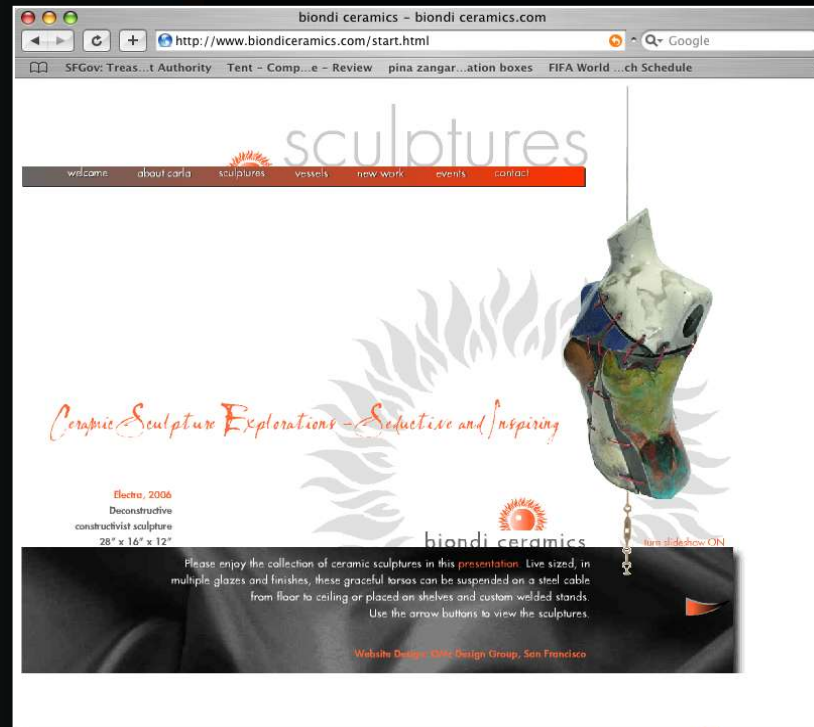 biondi ceramics – biondi ceramics.com
http://www.biondiceramics.com/start.html
Google
SFGov: Treas...t Authority Tent – Comp...e – Review pina zangar...ation boxes FIFA World ...ch Schedule
sculptures
welcome about carla sculptures vessels new work events contact
Ceramic Sculpture Explorations – Seductive and Inspiring
Electra, 2006
Deconstructive
constructivist sculpture
28" x 16" x 12"
biondi ceramics
turn slideshow ON
Please enjoy the collection of ceramic sculptures in this presentation. Live sized, in
multiple glazes and finishes, these graceful torsos can be suspended on a steel cable
from floor to ceiling or placed on shelves and custom welded stands.
Use the arrow buttons to view the sculptures.
Website Design: Design Group, San Francisco